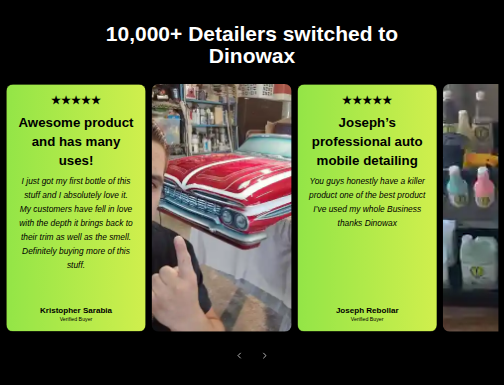 10,000+ Detailers switched to
Dinowax
★★★★★
Awesome product
and has many
uses!
I just got my first bottle of this
stuff and I absolutely love it.
My customers have fell in love
with the depth it brings back to
their trim as well as the smell.
Definitely buying more of this
stuff.
Kristopher Sarabia
Verified Buyer
★★★★★
Joseph's
professional auto
mobile detailing
You guys honestly have a killer
product one of the best product
I've used my whole Business
thanks Dinowax
Joseph Rebollar
Verified Buyer